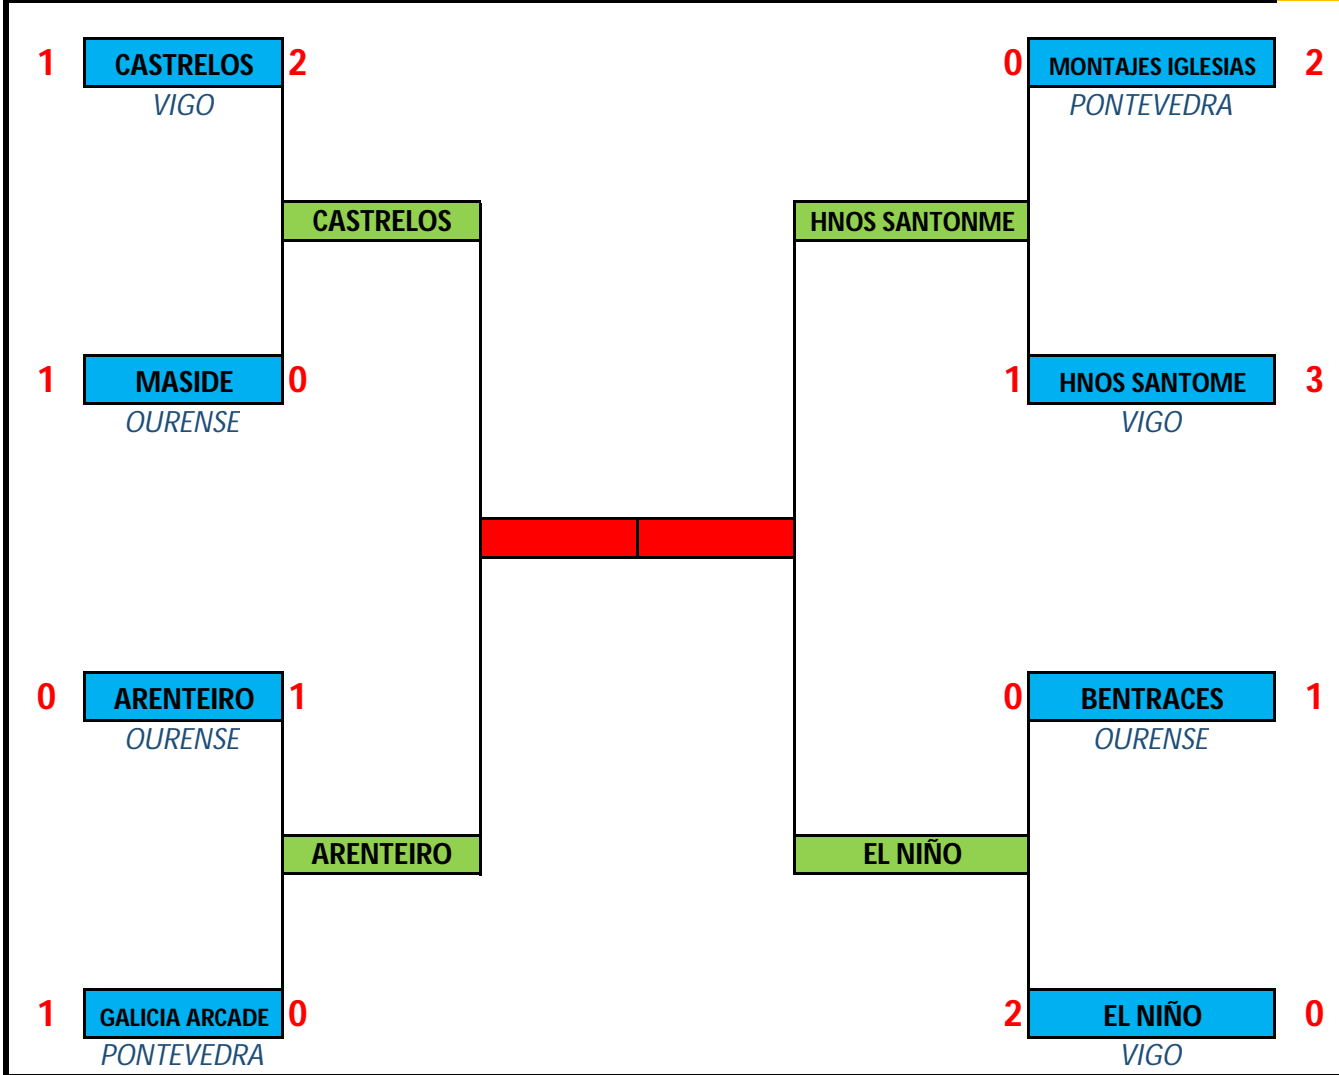 1 CASTRELOS 2 0 MONTAJES IGLESIAS 2
VIGO PONTEVEDRA
CASTRELOS HNOS SANTONME
1 MASIDE 0 1 HNOS SANTOME 3
OURENSE VIGO
0 ARENTEIRO 1 0 BENTRACES 1
OURENSE OURENSE
ARENTEIRO EL NIÑO
1 GALICIA ARCADE 0 2 EL NIÑO 0
PONTEVEDRA VIGO